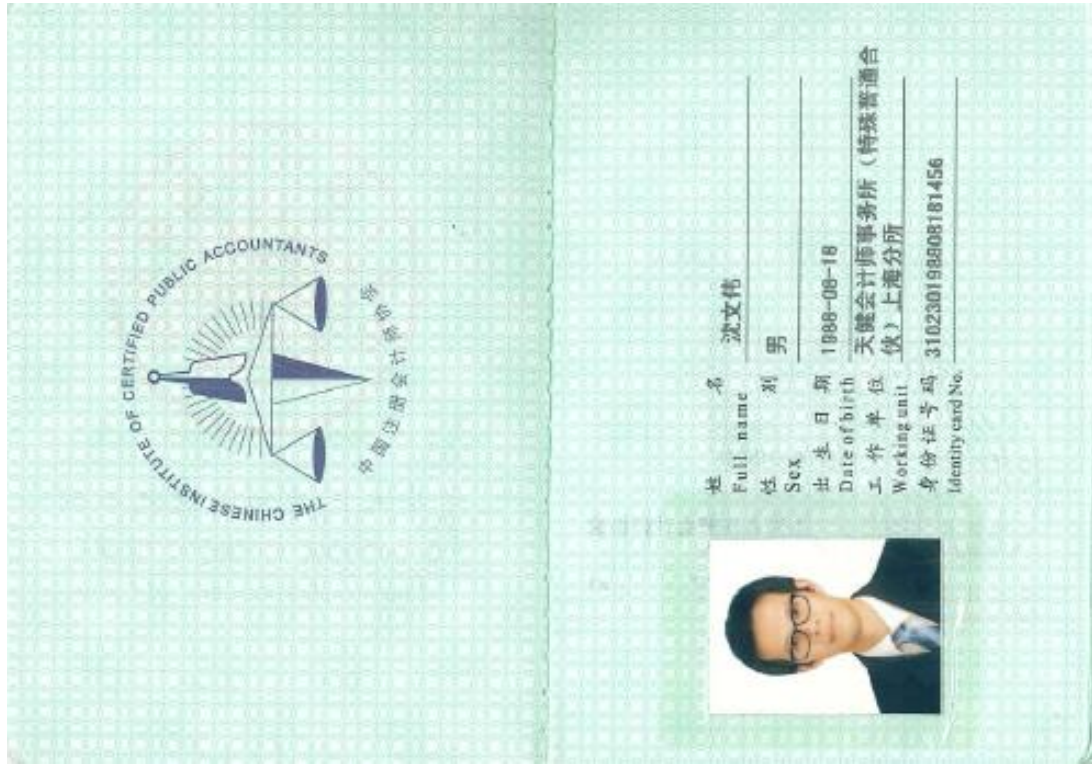 THE CHINESE INSTITUTE OF CERTIFIED PUBLIC ACCOUNTANTS
中国注册会计师协会
姓 名 沈文伟
Full name
性 别 男
Sex
出 生 日 期 1988-08-18
Date of birth
工 作 单 位 天健会计师事务所（特殊普通合
Working unit 伙）上海分所
身份证号码 310230198808181456
Identity card No.